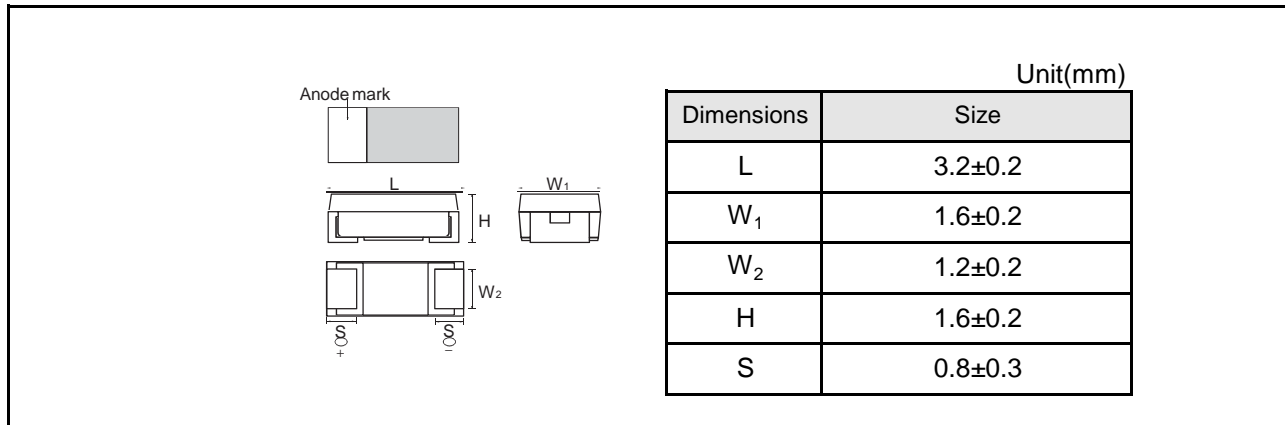 Anode mark
L
W1
H
W2
S
S
+
−
Unit(mm)
Dimensions Size
L 3.2±0.2
W1 1.6±0.2
W2 1.2±0.2
H 1.6±0.2
S 0.8±0.3